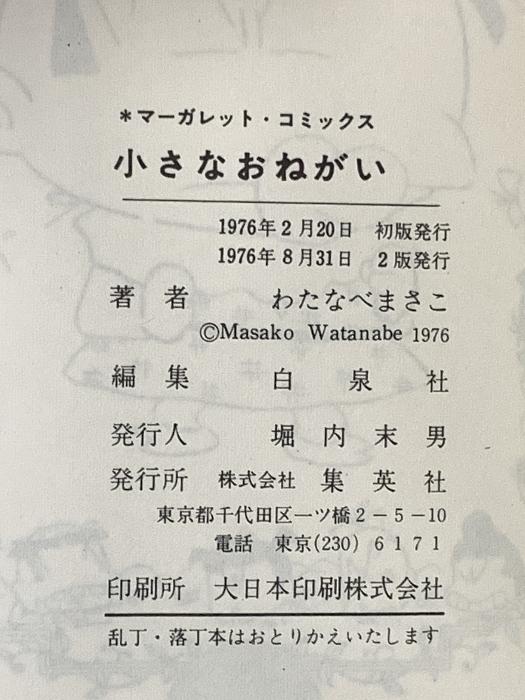 *マーガレット・コミックス
小さなおねがい
1976年2月20日 初版発行
1976年8月31日 2版発行
著者 わたなべまさこ
©Masako Watanabe 1976
編集 白泉社
発行人 堀内末男
発行所 株式会社 集英社
東京都千代田区一ツ橋2-5-10
電話 東京(230) 6171
印刷所 大日本印刷株式会社
乱丁・落丁本はおとりかえいたします